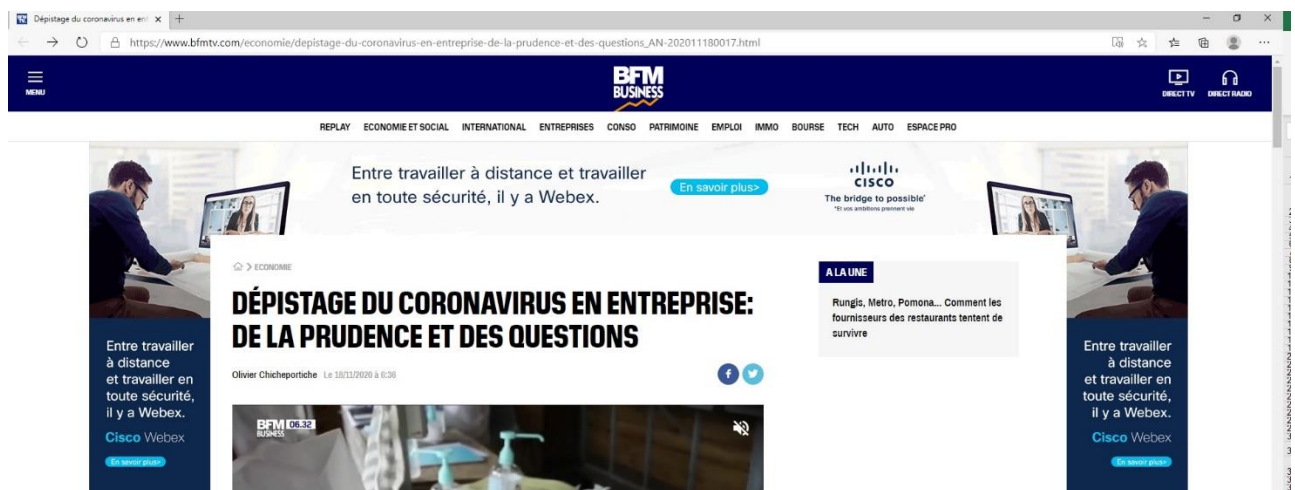 Dépistage du coronavirus en ent
https://www.bfmtv.com/economie/depistage-du-coronavirus-en-entreprise-de-la-prudence-et-des-questions_AN-202011180017.html
MENU
BFM
BUSINESS
DIRECT TV
DIRECT RADIO
REPLAY ECONOMIE ET SOCIAL INTERNATIONAL ENTREPRISES CONSO PATRIMOINE EMPLOI IMMO BOURSE TECH AUTO ESPACE PRO
Entre travailler à distance et travailler
en toute sécurité, il y a Webex.
En savoir plus>
CISCO
The bridge to possible*
*Et vos ambitions prennent vie
ECONOMIE
DÉPISTAGE DU CORONAVIRUS EN ENTREPRISE:
DE LA PRUDENCE ET DES QUESTIONS
Olivier Chicheportiche Le 18/11/2020 à 6:36
A LA UNE
Rungis, Metro, Pomona... Comment les
fournisseurs des restaurants tentent de
survivre
BFM 06.32
BUSINESS
Entre travailler
à distance
et travailler en
toute sécurité,
il y a Webex.
Cisco Webex
En savoir plus>
Entre travailler
à distance
et travailler en
toute sécurité,
il y a Webex.
Cisco Webex
En savoir plus>